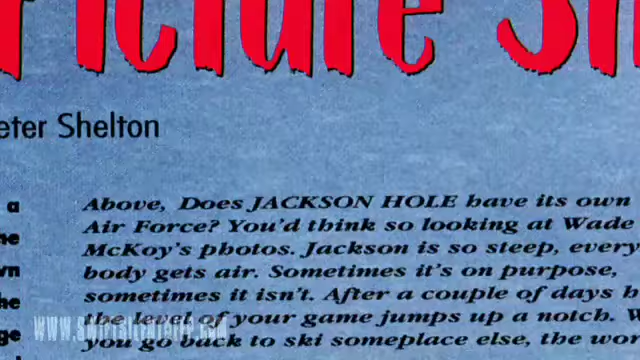 Picture
eter Shelton
a
Above, Does JACKSON HOLE have its own
Air Force? You'd think so looking at Wade
McKoy's photos. Jackson is so steep, every
body gets air. Sometimes it's on purpose,
sometimes it isn't. After a couple of days h
the level of your game jumps up a notch. W
you go back to ski someplace else, the wor